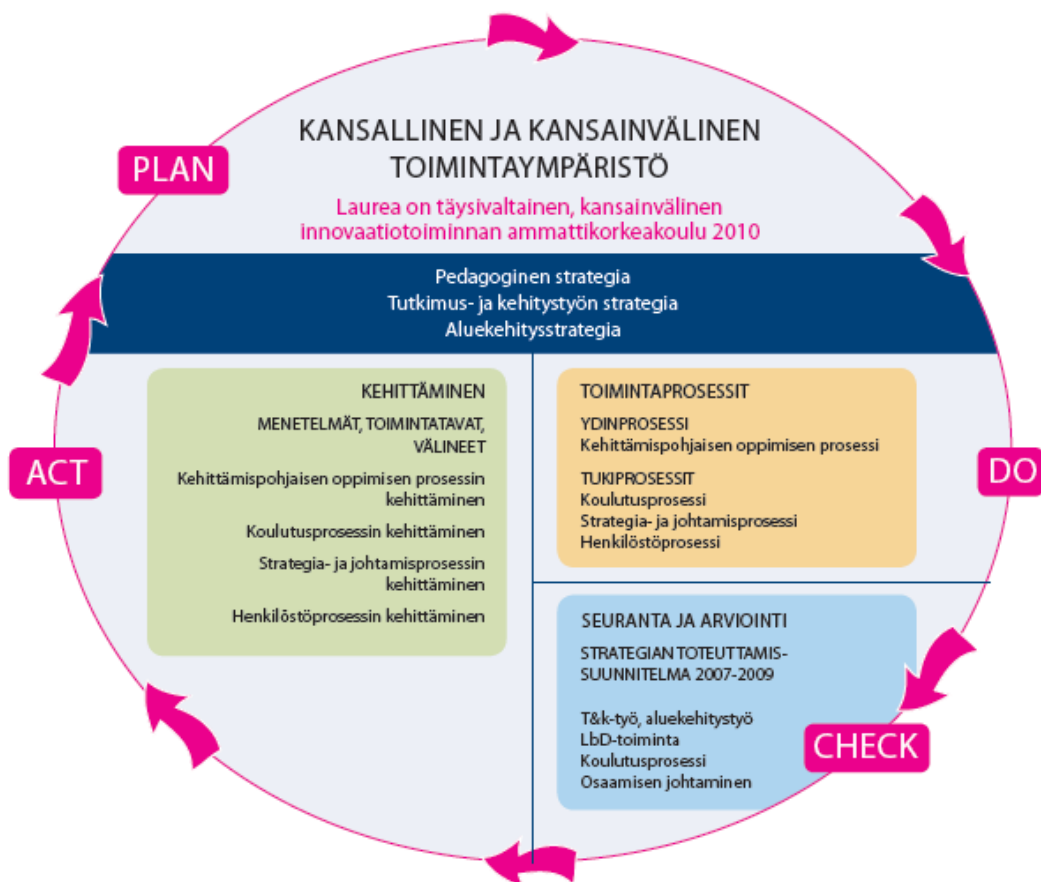 KANSALLINEN JA KANSAINVÄLINEN
TOIMINTAYMPÄRISTÖ
PLAN
Laurea on täysivaltainen, kansainvälinen
innovaatiotoiminnan ammattikorkeakoulu 2010
Pedagoginen strategia
Tutkimus- ja kehitystyön strategia
Aluekehitysstrategia
KEHITTÄMINEN
MENETELMÄT, TOIMINTATAVAT,
VÄLINEET
Kehittämispohjaisen oppimisen prosessin
kehittäminen
Koulutusprosessin kehittäminen
Strategia- ja johtamisprosessin
kehittäminen
Henkilöstöprosessin kehittäminen
ACT
TOIMINTAPROSESSIT
YDINPROSESSI
Kehittämispohjaisen oppimisen prosessi
TUKIPROSESSIT
Koulutusprosessi
Strategia- ja johtamisprosessi
Henkilöstöprosessi
DO
SEURANTA JA ARVIOINTI
STRATEGIAN TOTEUTTAMIS-
SUUNNITELMA 2007-2009
T&k-työ, aluekehitystyö
LbD-toiminta
Koulutusprosessi
Osaamisen johtaminen
CHECK